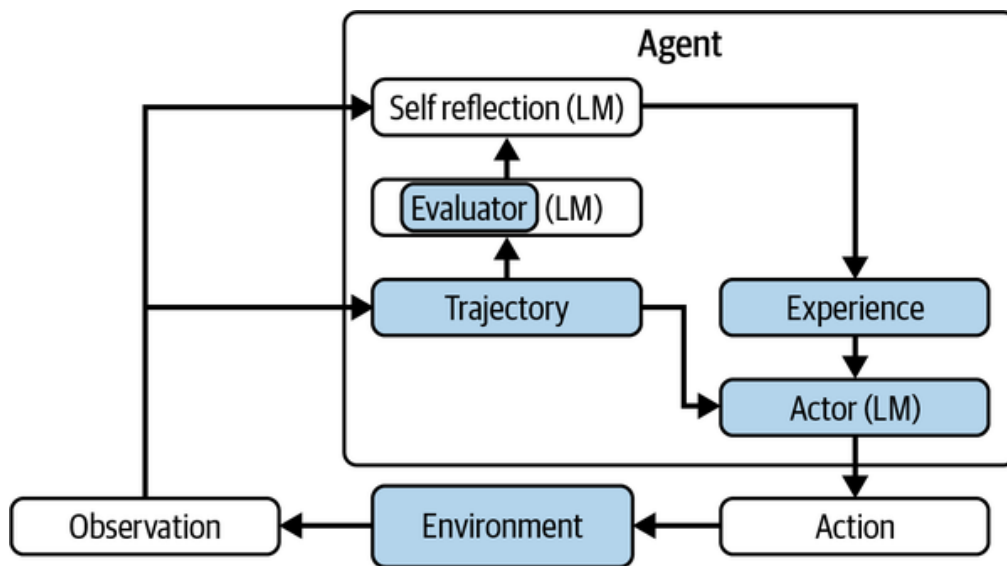 Agent
Self reflection (LM)
Evaluator (LM)
Trajectory
Experience
Actor (LM)
Observation
Environment
Action